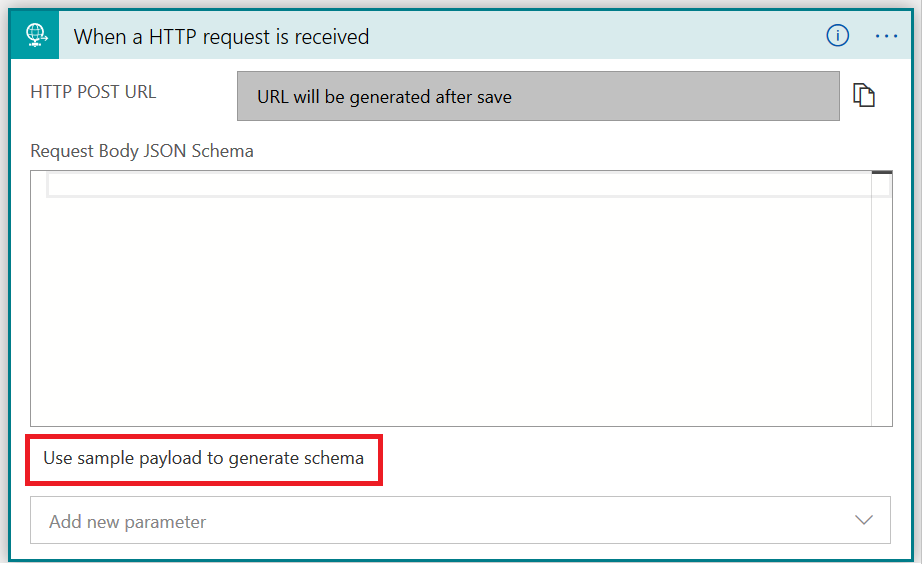 When a HTTP request is received
HTTP POST URL
URL will be generated after save
Request Body JSON Schema
Use sample payload to generate schema
Add new parameter